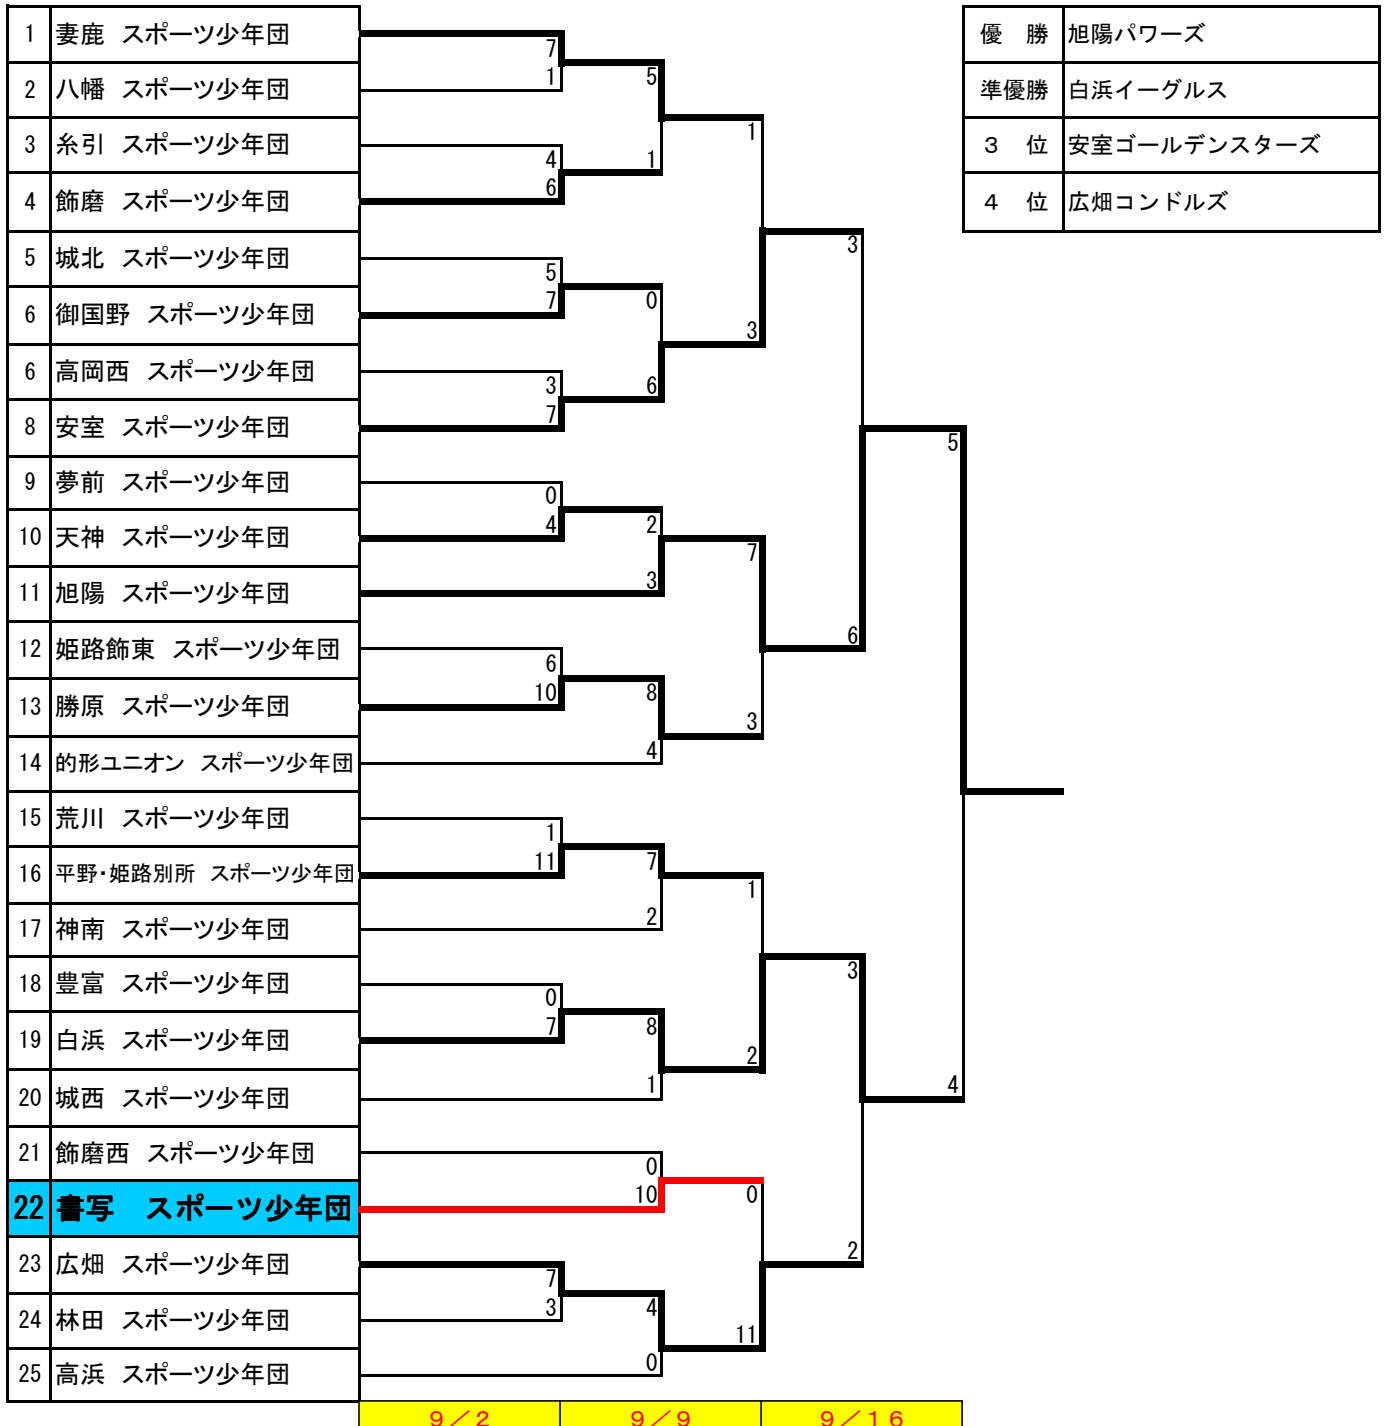 1 妻鹿 スポーツ少年団
2 八幡 スポーツ少年団
3 糸引 スポーツ少年団
4 飾磨 スポーツ少年団
5 城北 スポーツ少年団
6 御国野 スポーツ少年団
6 高岡西 スポーツ少年団
8 安室 スポーツ少年団
9 夢前 スポーツ少年団
10 天神 スポーツ少年団
11 旭陽 スポーツ少年団
12 姫路飾東 スポーツ少年団
13 勝原 スポーツ少年団
14 的形ユニオン スポーツ少年団
15 荒川 スポーツ少年団
16 平野・姫路別所 スポーツ少年団
17 神南 スポーツ少年団
18 豊富 スポーツ少年団
19 白浜 スポーツ少年団
20 城西 スポーツ少年団
21 飾磨西 スポーツ少年団
22 書写 スポーツ少年団
23 広畑 スポーツ少年団
24 林田 スポーツ少年団
25 高浜 スポーツ少年団
7
1
4
6
5
7
3
7
0
4
6
10
1
11
0
7
7
3
5
1
0
6
2
3
8
4
7
2
8
1
0
10
4
0
1
3
7
3
1
2
0
11
3
6
3
2
5
4
9/2 9/9 9/16
優 勝 旭陽パワーズ
準優勝 白浜イーグルス
3 位 安室ゴールデンスターズ
4 位 広畑コンドルズ